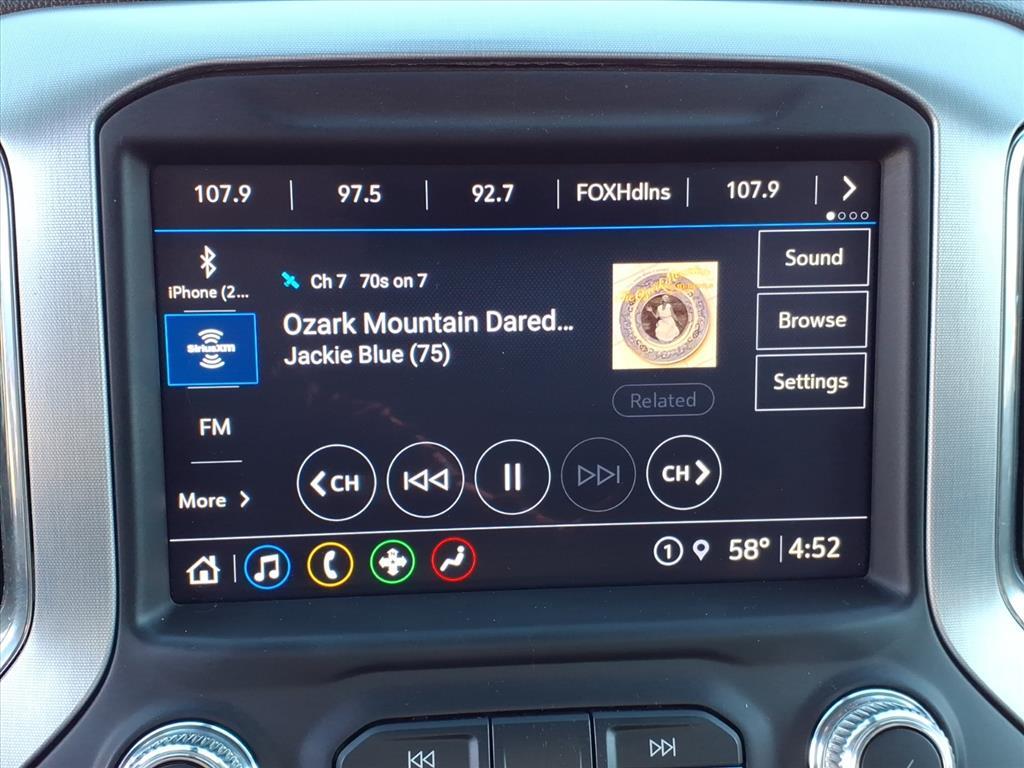 107.9 97.5 92.7 FOXHdlns 107.9
iPhone (2...
Ch 7 70s on 7
Sound
SiriusXM
Ozark Mountain Dared...
Jackie Blue (75)
Browse
Related
Settings
FM
CH CH
More
1 58° 4:52